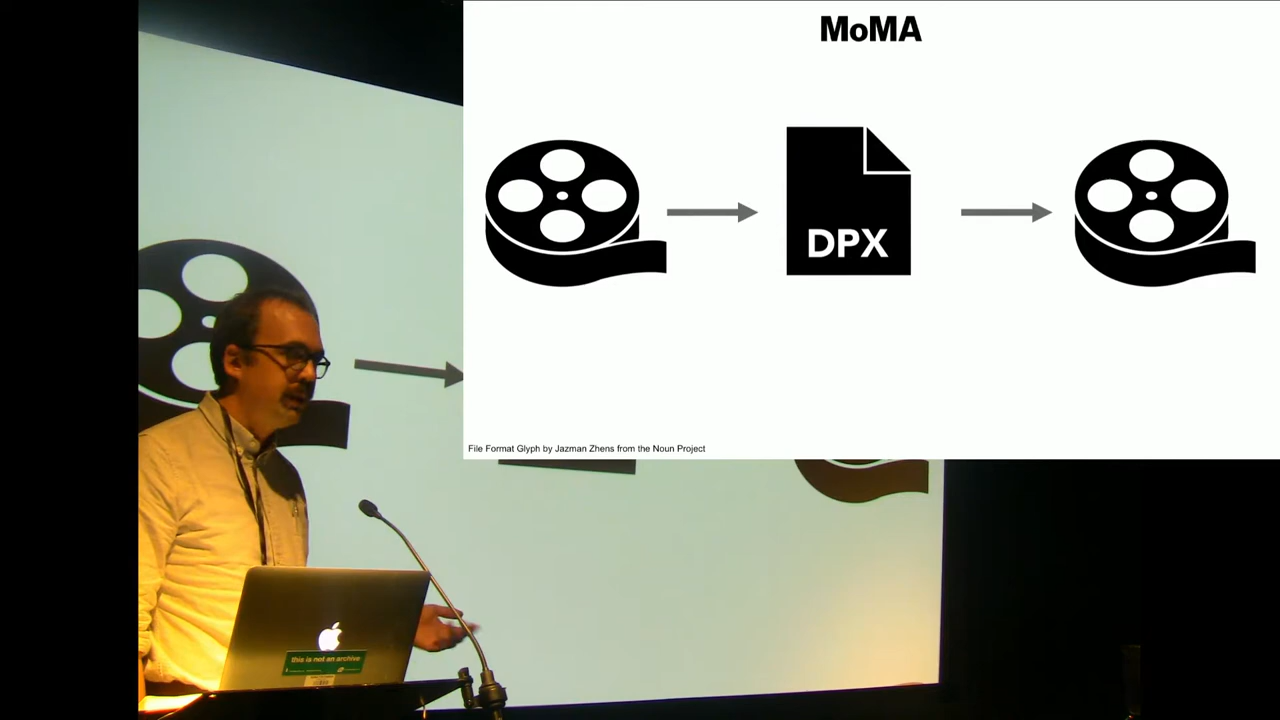 MoMA
DPX
File Format Glyph by Jazman Zhens from the Noun Project
this is not an archive